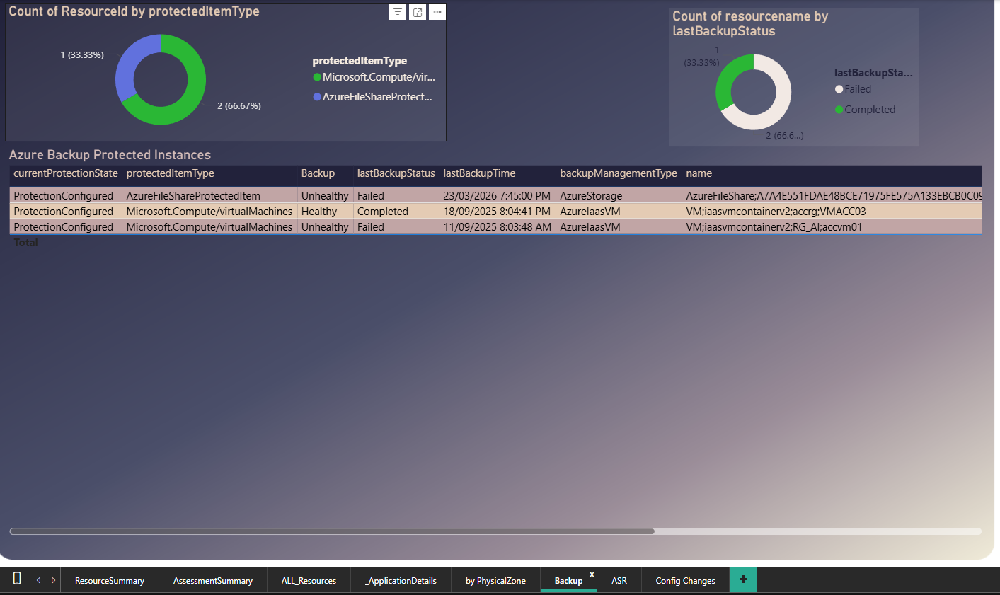 Count of ResourceId by protectedItemType
1 (33.33%)
2 (66.67%)
protectedItemType
Microsoft.Compute/vir...
AzureFileShareProtect...
Count of resourcename by
lastBackupStatus
1
(33.33%)
2 (66.6...)
lastBackupSta...
Failed
Completed
Azure Backup Protected Instances
currentProtectionState protectedItemType Backup lastBackupStatus lastBackupTime backupManagementType name
ProtectionConfigured AzureFileShareProtectedItem Unhealthy Failed 23/03/2026 7:45:00 PM AzureStorage AzureFileShare;A7A4E551FDAE48BCE71975FE575A133EBCB0C09
ProtectionConfigured Microsoft.Compute/virtualMachines Healthy Completed 18/09/2025 8:04:41 PM AzureIaasVM VM;iaasvmcontainerv2;accrg;VMACC03
ProtectionConfigured Microsoft.Compute/virtualMachines Unhealthy Failed 11/09/2025 8:03:48 AM AzureIaasVM VM;iaasvmcontainerv2;RG_AI;accvm01
Total
ResourceSummary AssessmentSummary ALL_Resources _ApplicationDetails by PhysicalZone Backup x ASR Config Changes +